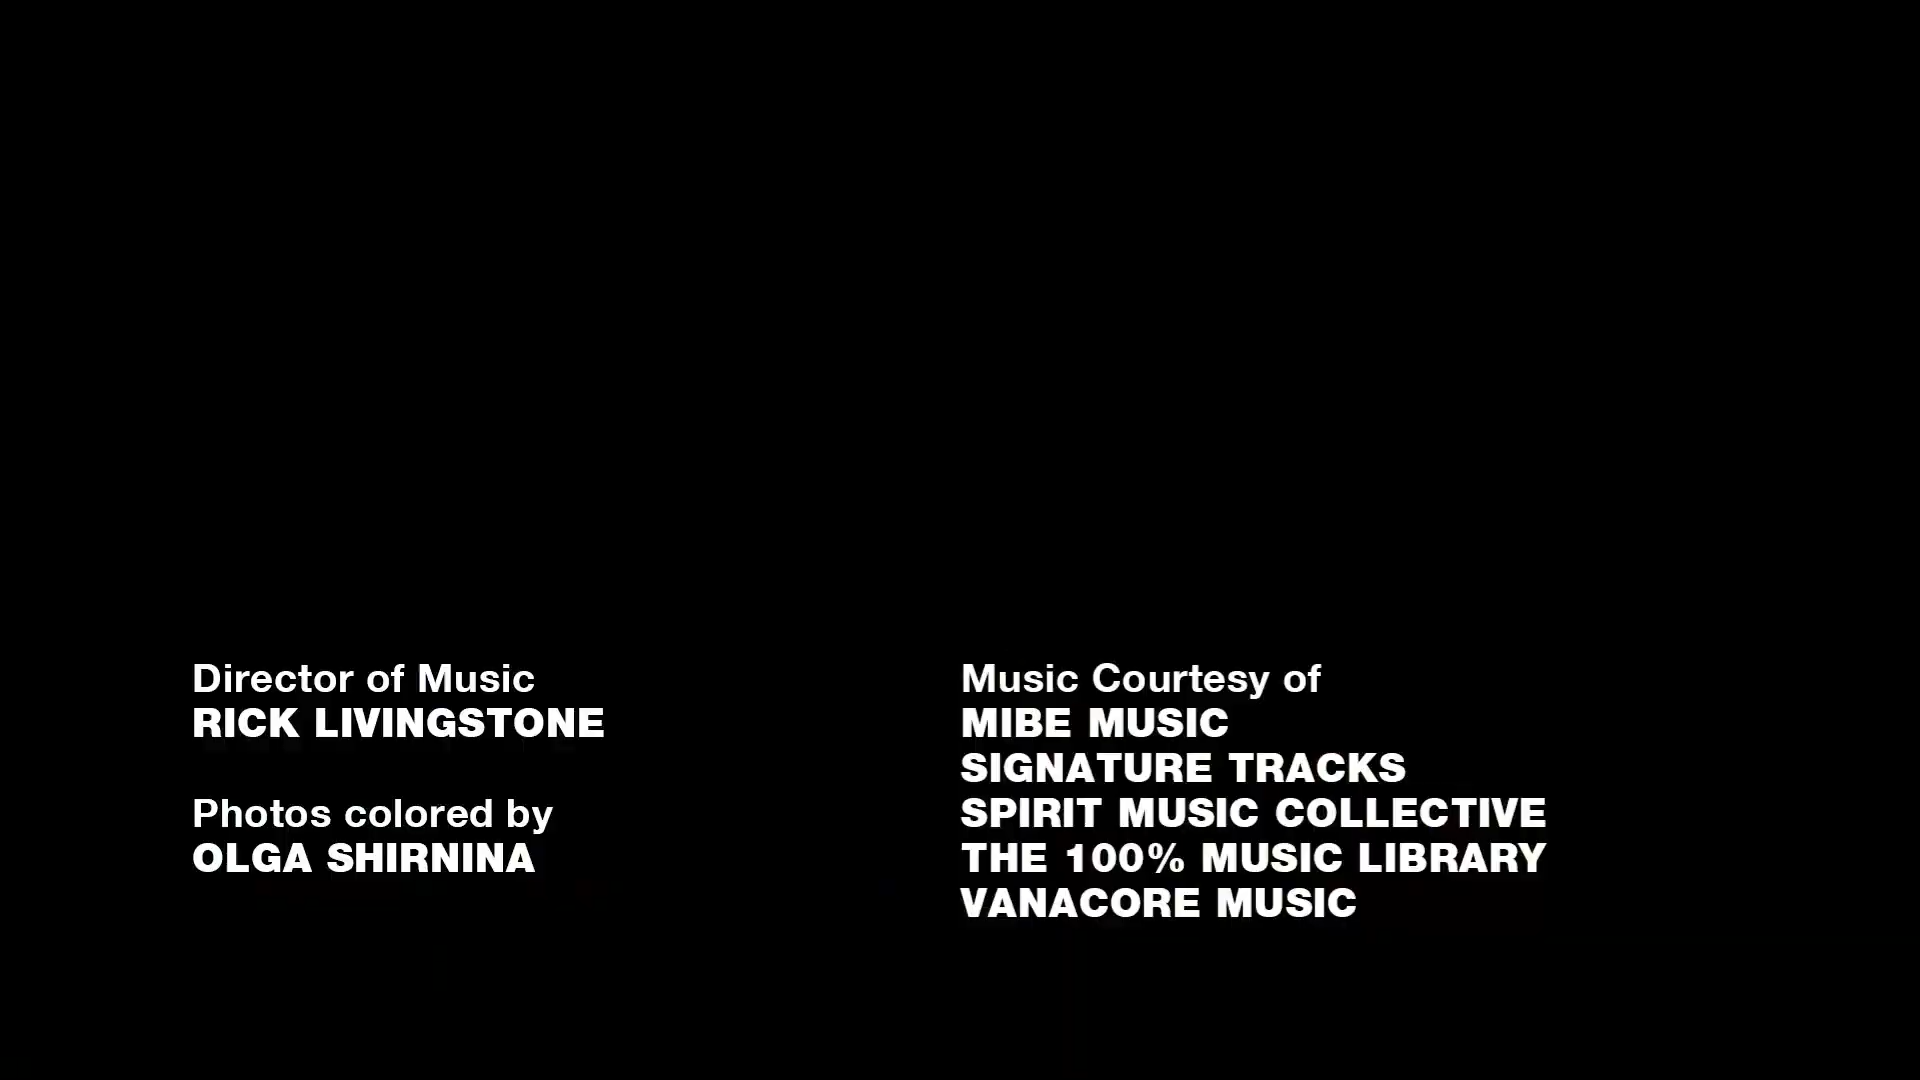 Director of Music
RICK LIVINGSTONE
Photos colored by
OLGA SHIRNINA
Music Courtesy of
MIBE MUSIC
SIGNATURE TRACKS
SPIRIT MUSIC COLLECTIVE
THE 100% MUSIC LIBRARY
VANACORE MUSIC